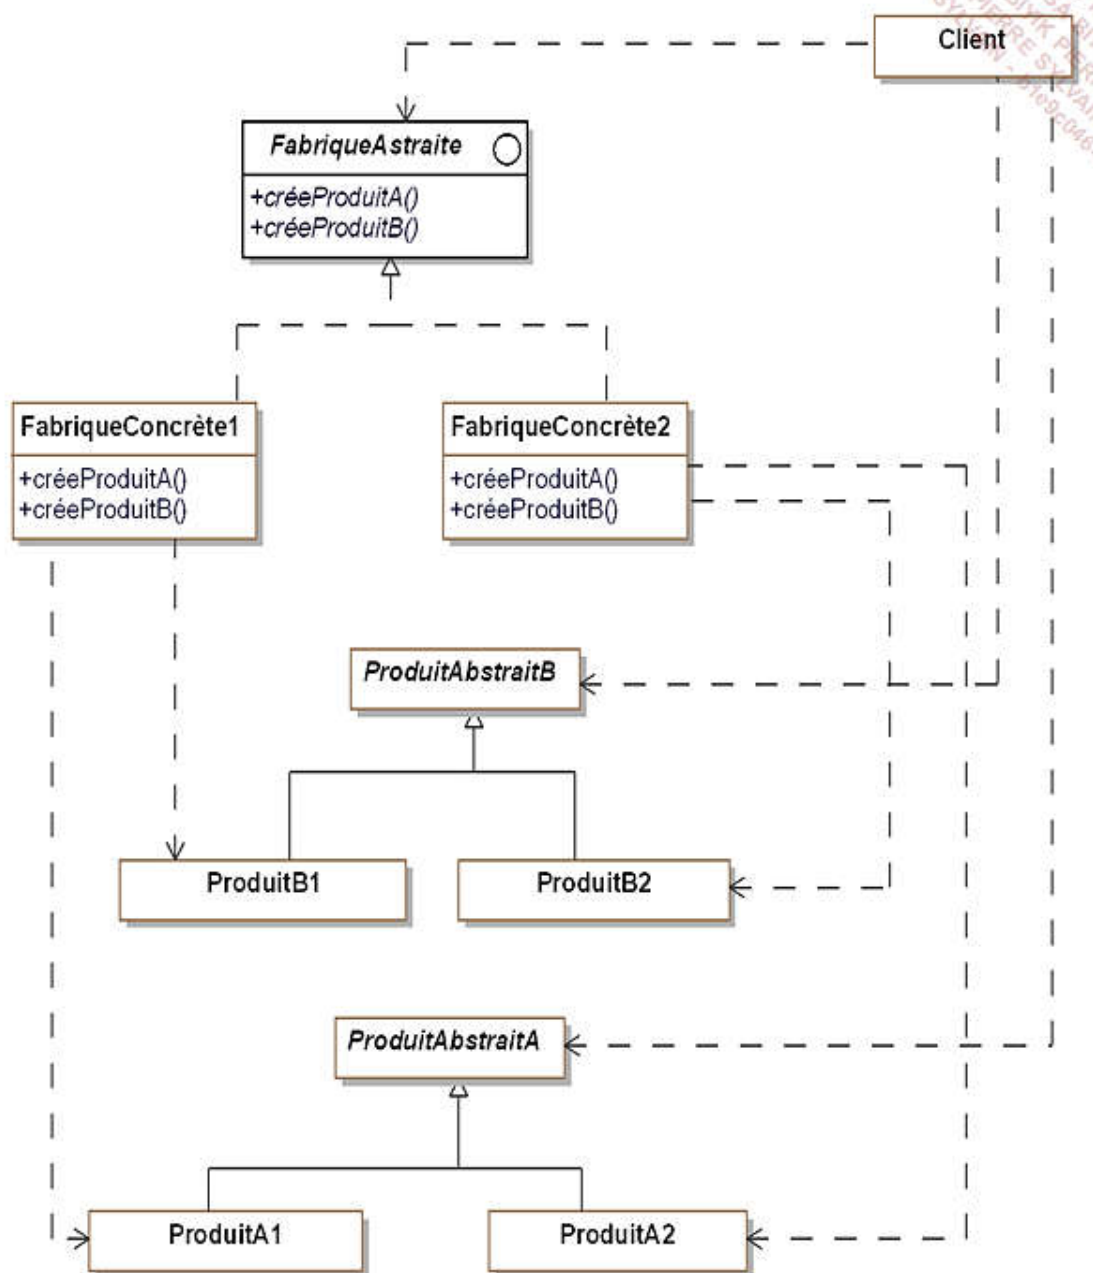 Client
FabriqueAstraite
+créeProduitA()
+créeProduitB()
FabriqueConcrète1
+créeProduitA()
+créeProduitB()
FabriqueConcrète2
+créeProduitA()
+créeProduitB()
ProduitAbstraitB
ProduitB1
ProduitB2
ProduitAbstraitA
ProduitA1
ProduitA2